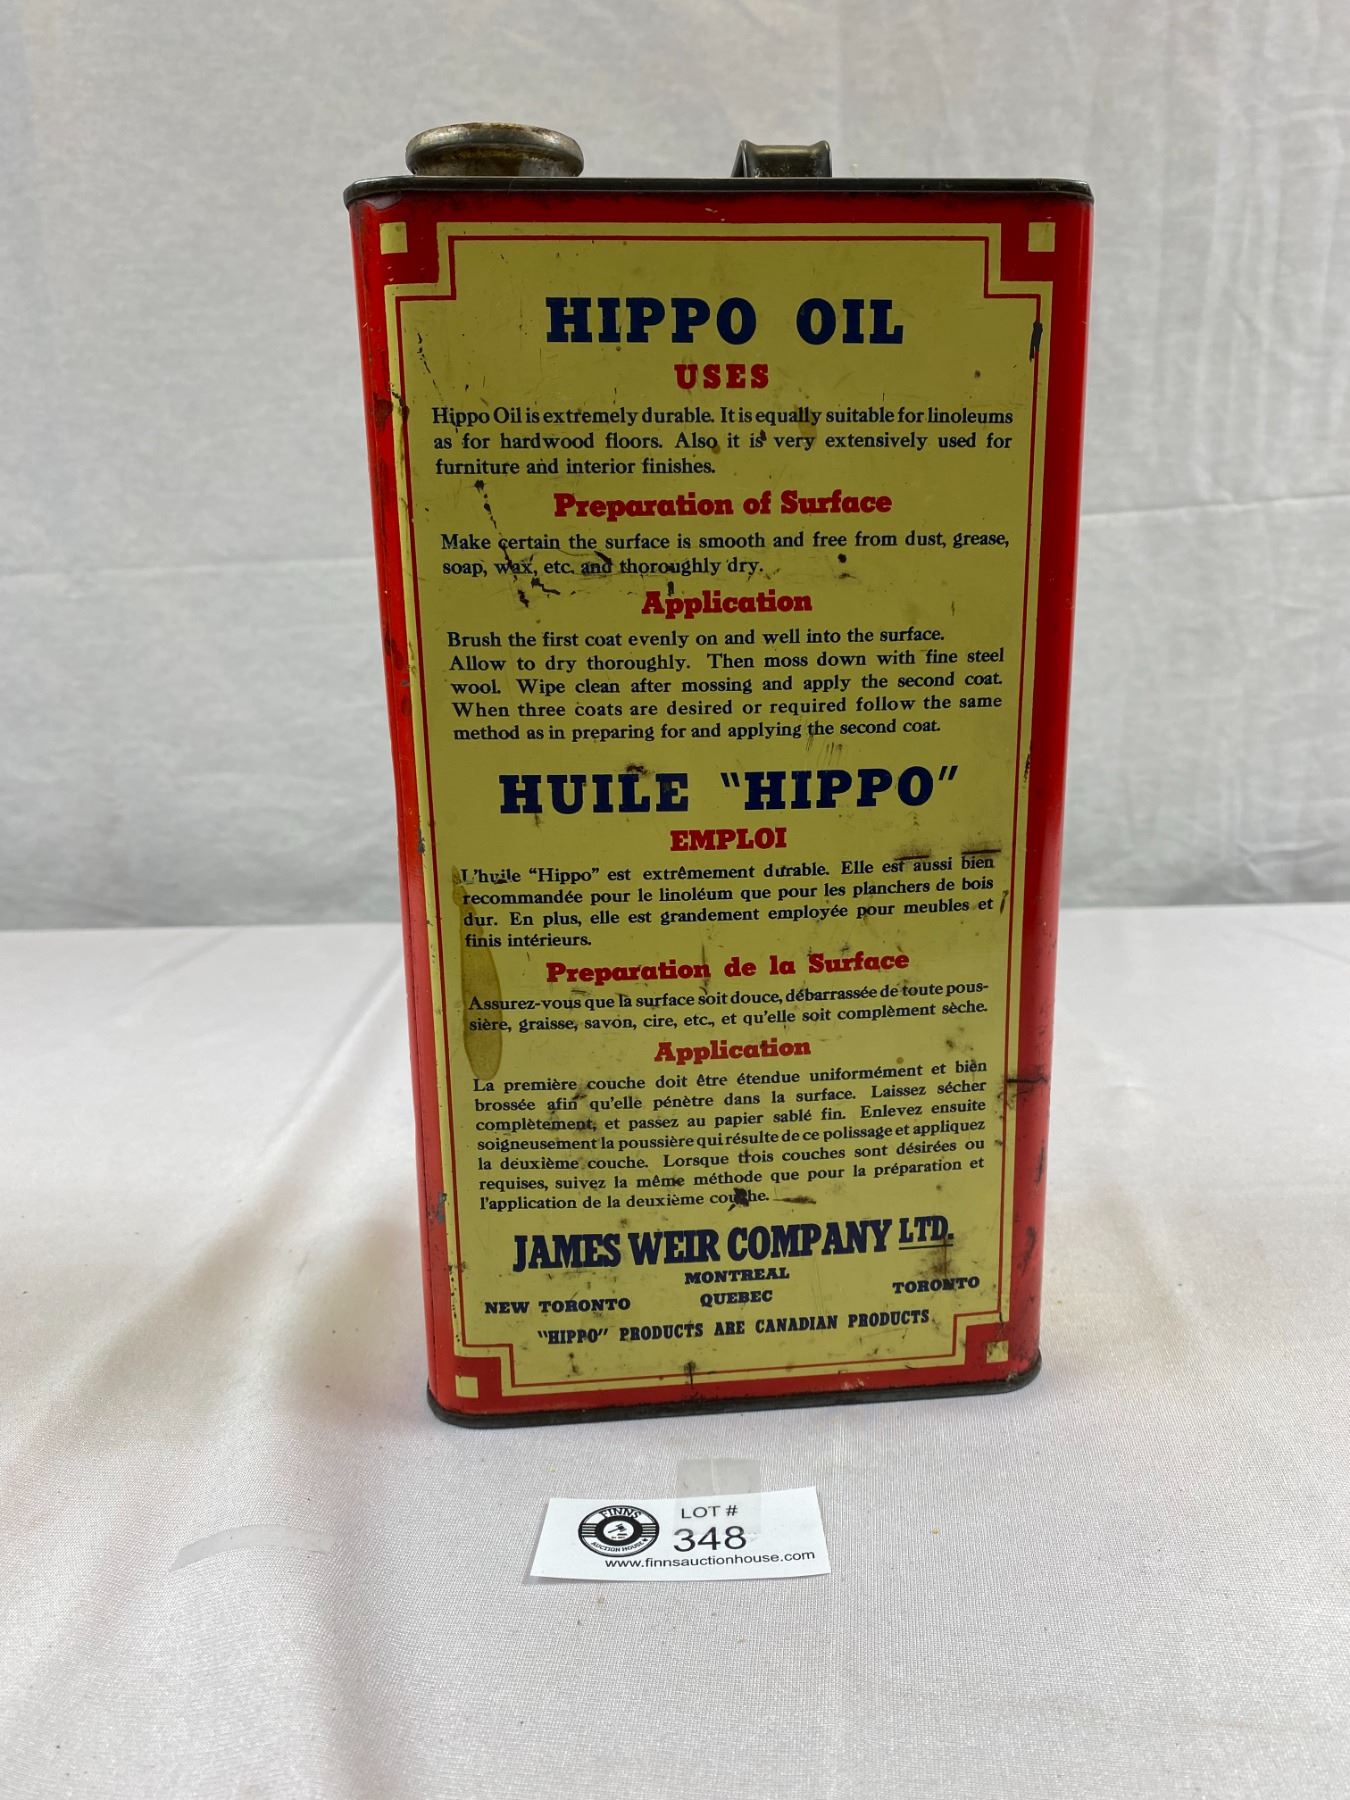 HIPPO OIL
USES
Hippo Oil is extremely durable. It is equally suitable for linoleums
as for hardwood floors. Also it is very extensively used for
furniture and interior finishes.
Preparation of Surface
Make certain the surface is smooth and free from dust, grease,
soap, wax, etc. and thoroughly dry.
Application
Brush the first coat evenly on and well into the surface.
Allow to dry thoroughly. Then moss down with fine steel
wool. Wipe clean after mossing and apply the second coat.
When three coats are desired or required follow the same
method as in preparing for and applying the second coat.
HUILE "HIPPO"
EMPLOI
L'huile "Hippo" est extrêmement durable. Elle est aussi bien
recommandée pour le linoléum que pour les planchers de bois
dur. En plus, elle est grandement employée pour meubles et
finis intérieurs.
Preparation de la Surface
Assurez-vous que la surface soit douce, débarrassée de toute pous-
sière, graisse, savon, cire, etc., et qu'elle soit complèment sèche.
Application
La première couche doit être étendue uniformément et bien
brossée afin qu'elle pénètre dans la surface. Laissez sécher
complètement, et passez au papier sablé fin. Enlevez ensuite
soigneusement la poussière qui résulte de ce polissage et appliquez
la deuxième couche. Lorsque trois couches sont désirées ou
requises, suivez la même méthode que pour la préparation et
l'application de la deuxième couche.
JAMES WEIR COMPANY LTD.
NEW TORONTO MONTREAL QUEBEC TORONTO
"HIPPO" PRODUCTS ARE CANADIAN PRODUCTS.
FINNS
AUCTION HOUSE
LOT #
348
www.finnsauctionhouse.com